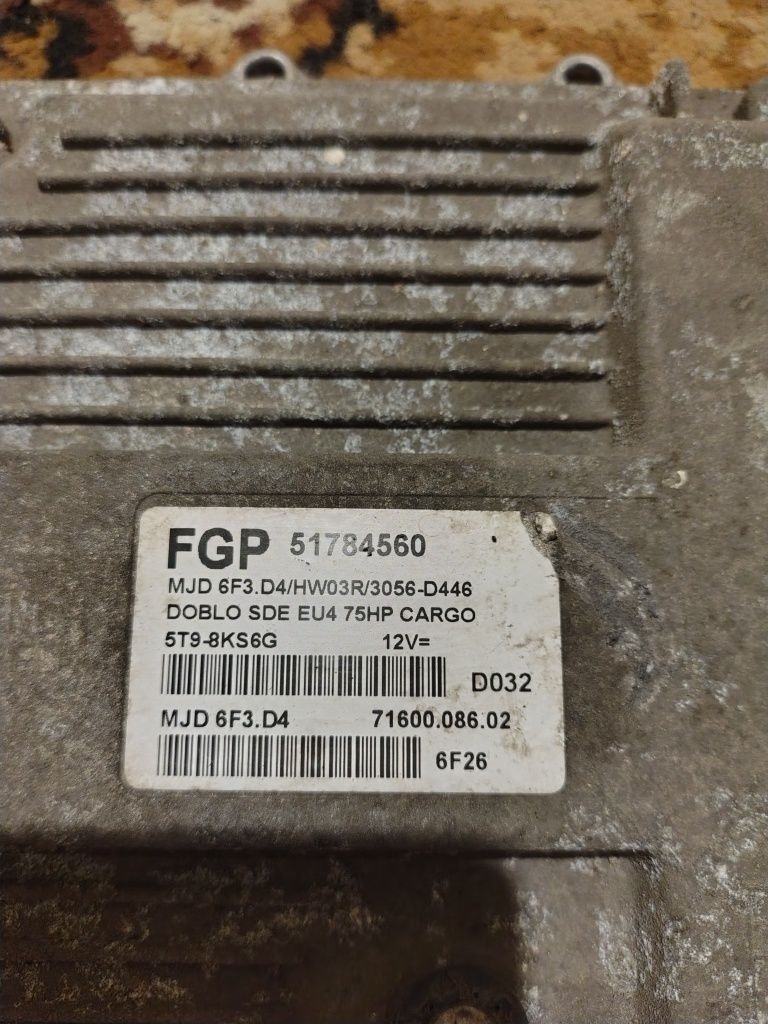 FGP 51784560
MJD 6F3.D4/HW03R/3056-D446
DOBLO SDE EU4 75HP CARGO
5T9-8KS6G 12V=
D032
MJD 6F3.D4 71600.086.02
6F26